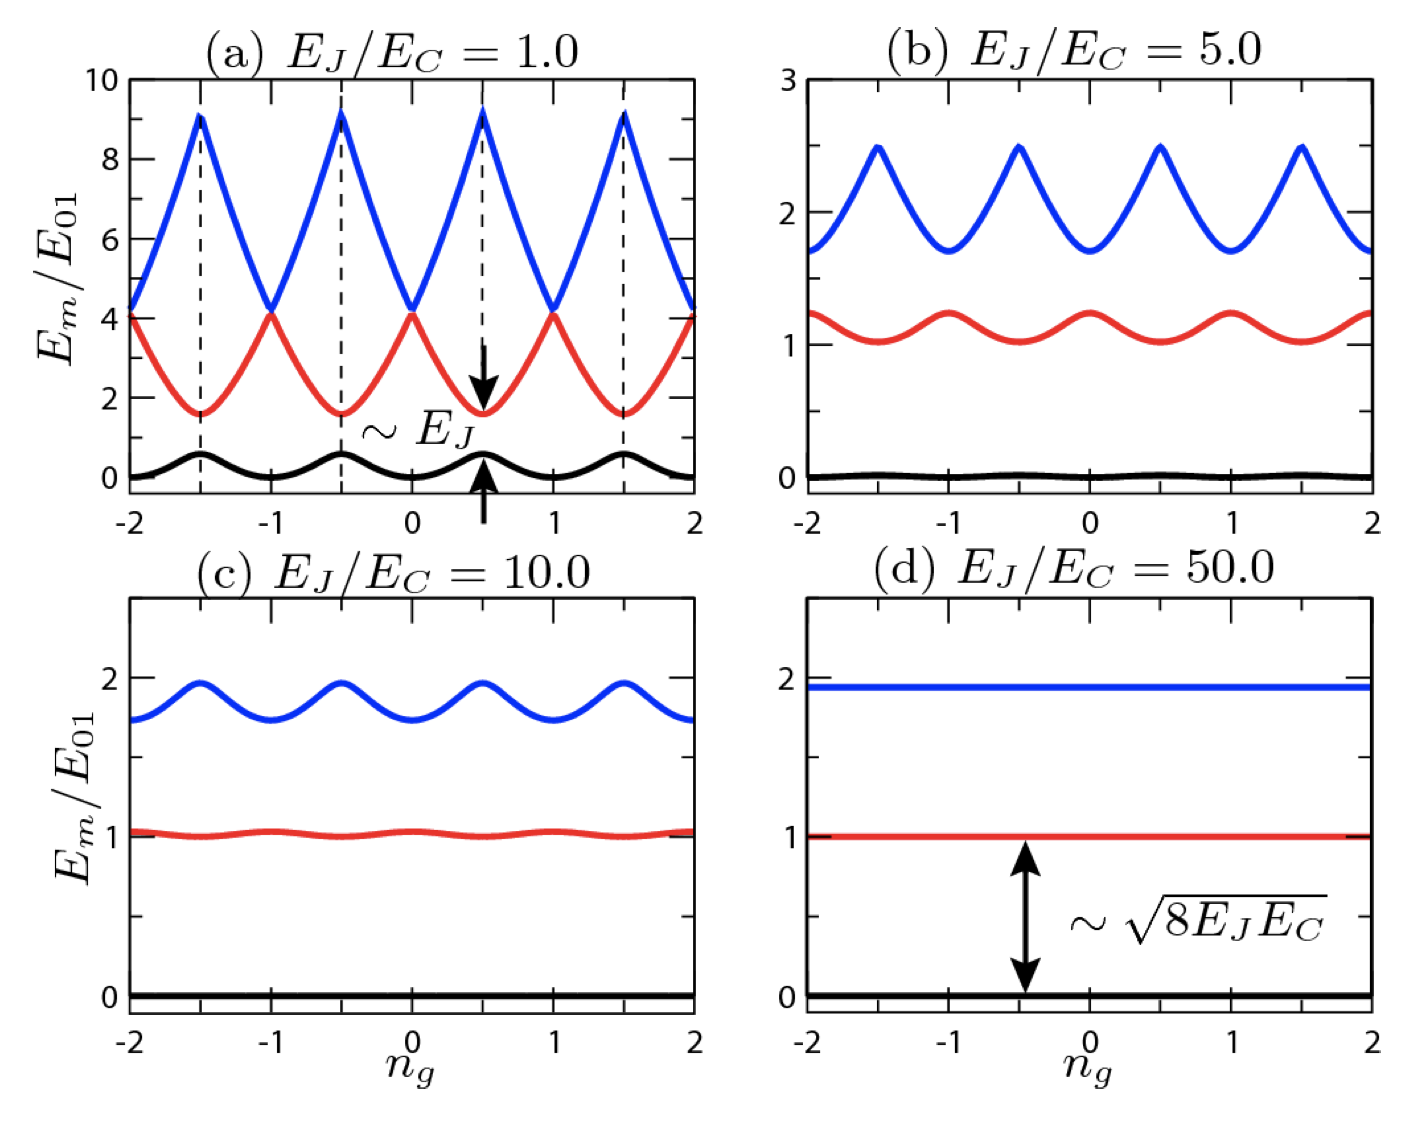 (a) E_J/E_C = 1.0
(b) E_J/E_C = 5.0
10
8
6
4
2
0
E_m/E_01
∼ E_J
-2 -1 0 1 2
3
2
1
0
-2 -1 0 1 2
(c) E_J/E_C = 10.0
(d) E_J/E_C = 50.0
2
1
0
E_m/E_01
-2 -1 0 1 2
n_g
2
1
0
∼ √8E_JE_C
-2 -1 0 1 2
n_g